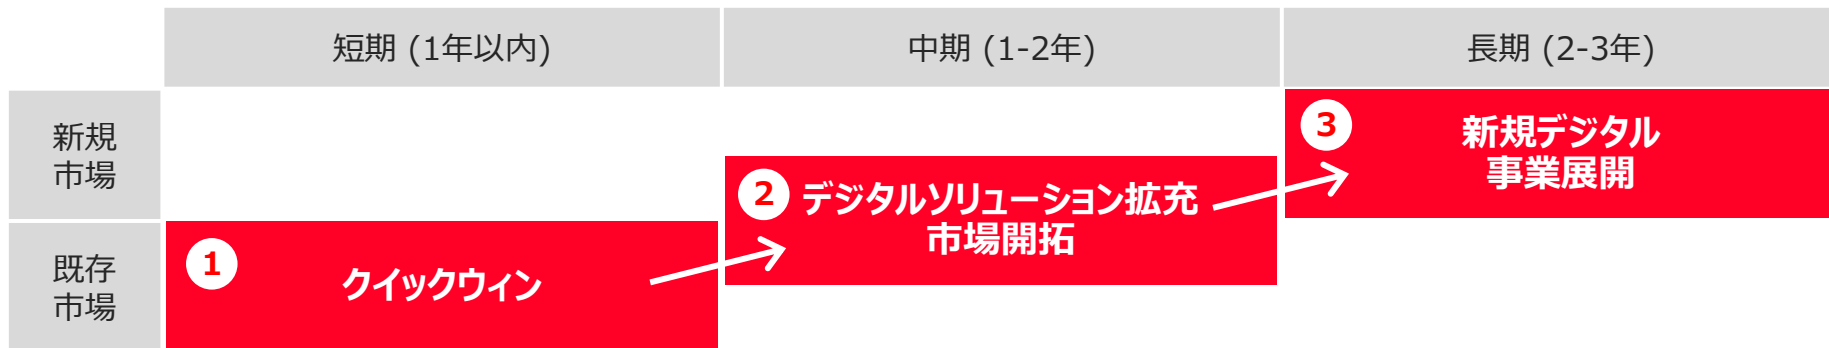 短期 (1年以内)
中期 (1-2年)
長期 (2-3年)
新規
市場
3
新規デジタル
事業展開
2
デジタルソリューション拡充
市場開拓
既存
市場
1
クイックウィン